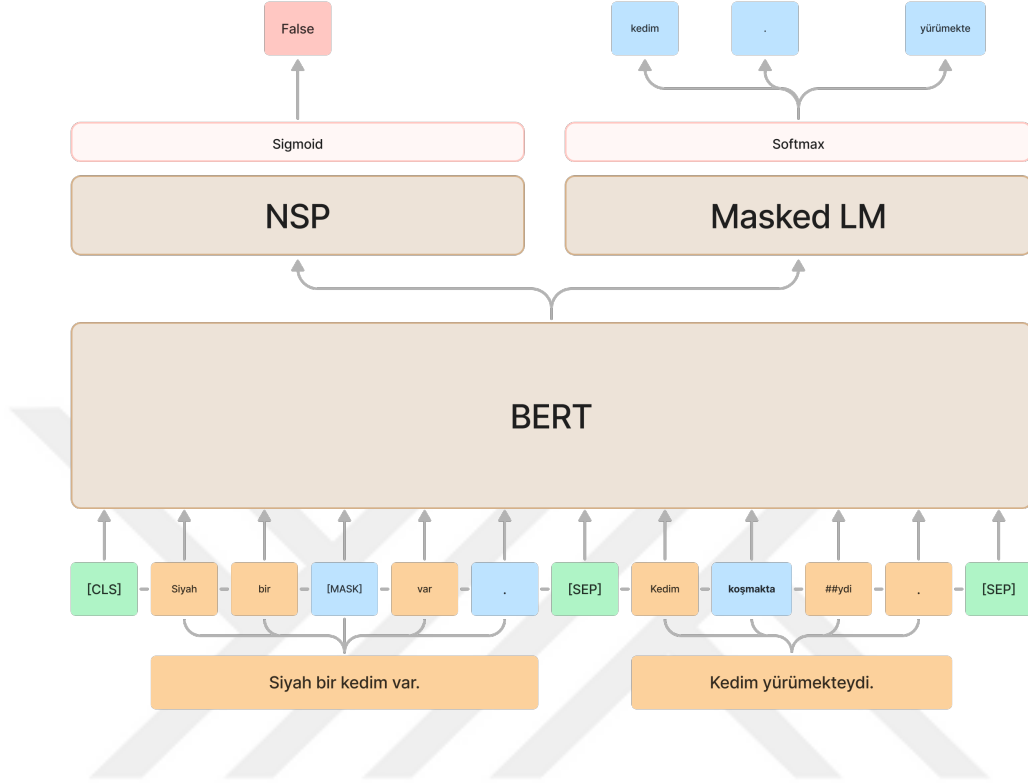 False
kedim
.
yürümekte
Sigmoid
Softmax
NSP
Masked LM
BERT
[CLS]
Siyah
bir
[MASK]
var
.
[SEP]
Kedim
koşmakta
##ydi
.
[SEP]
Siyah bir kedim var.
Kedim yürümekteydi.